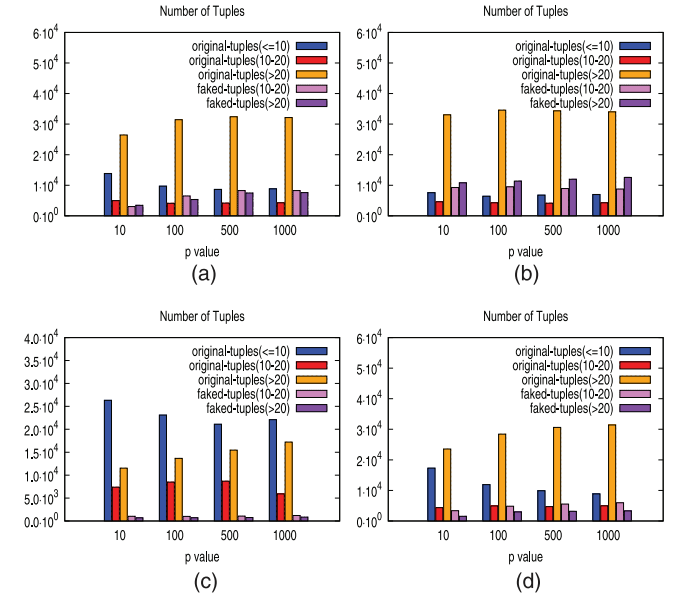 Number of Tuples
6·10^4
5·10^4
4·10^4
3·10^4
2·10^4
1·10^4
0·10^0
original-tuples(<=10)
original-tuples(10-20)
original-tuples(>20)
faked-tuples(10-20)
faked-tuples(>20)
10 100 500 1000
p value
(a)
Number of Tuples
6·10^4
5·10^4
4·10^4
3·10^4
2·10^4
1·10^4
0·10^0
original-tuples(<=10)
original-tuples(10-20)
original-tuples(>20)
faked-tuples(10-20)
faked-tuples(>20)
10 100 500 1000
p value
(b)
Number of Tuples
4.0·10^4
3.5·10^4
3.0·10^4
2.5·10^4
2.0·10^4
1.5·10^4
1.0·10^4
5.0·10^3
0.0·10^0
original-tuples(<=10)
original-tuples(10-20)
original-tuples(>20)
faked-tuples(10-20)
faked-tuples(>20)
10 100 500 1000
p value
(c)
Number of Tuples
6·10^4
5·10^4
4·10^4
3·10^4
2·10^4
1·10^4
0·10^0
original-tuples(<=10)
original-tuples(10-20)
original-tuples(>20)
faked-tuples(10-20)
faked-tuples(>20)
10 100 500 1000
p value
(d)